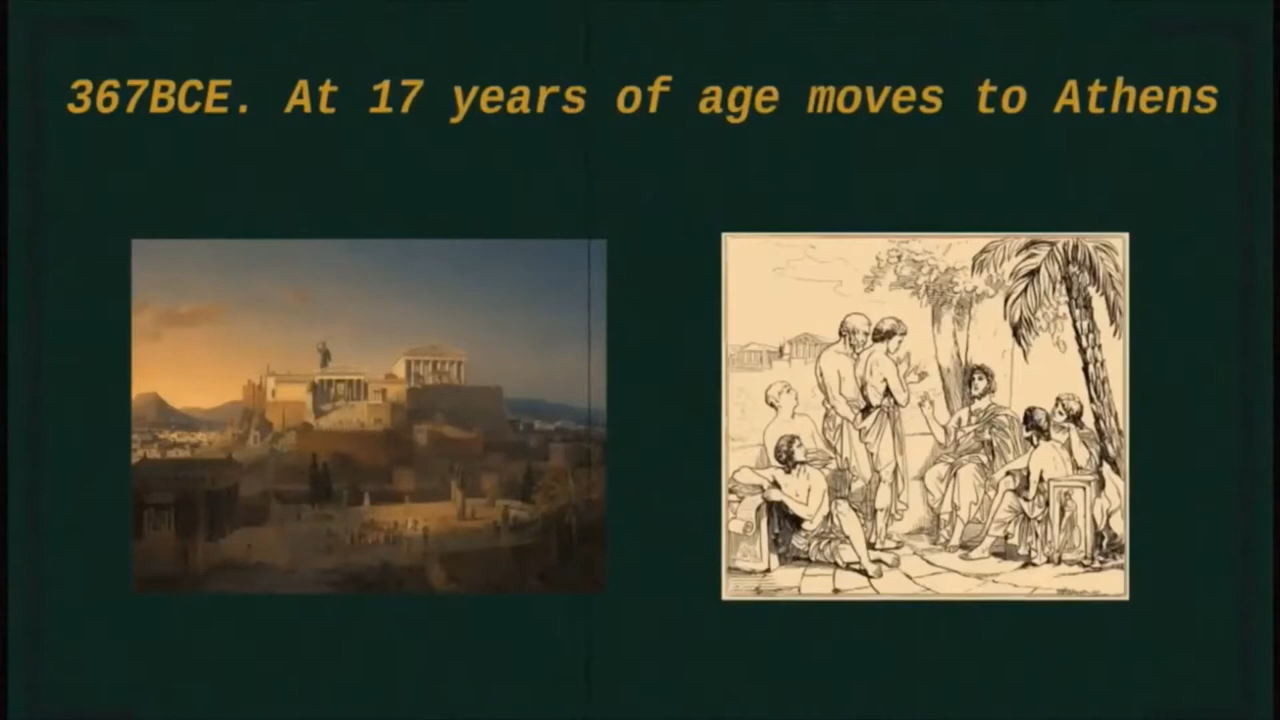 367BCE. At 17 years of age moves to Athens